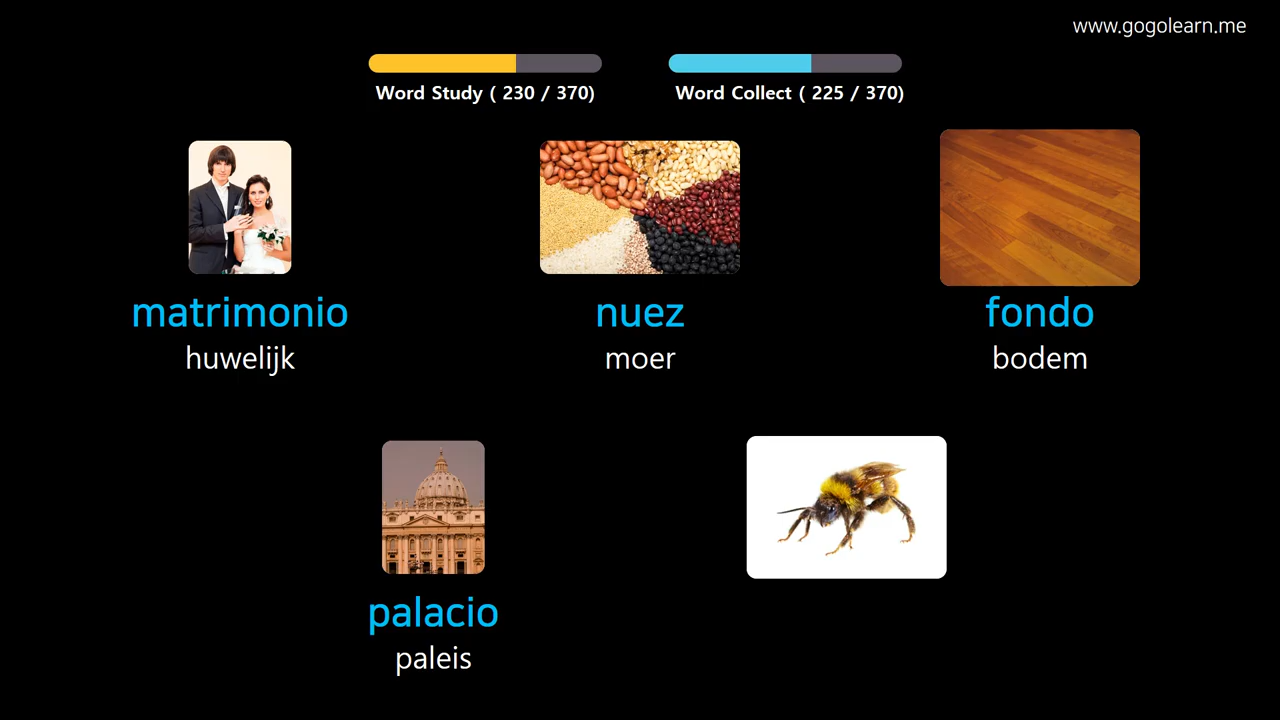 www.gogolearn.me
Word Study ( 230 / 370)
Word Collect ( 225 / 370)
matrimonio
huwelijk
nuez
moer
fondo
bodem
palacio
paleis